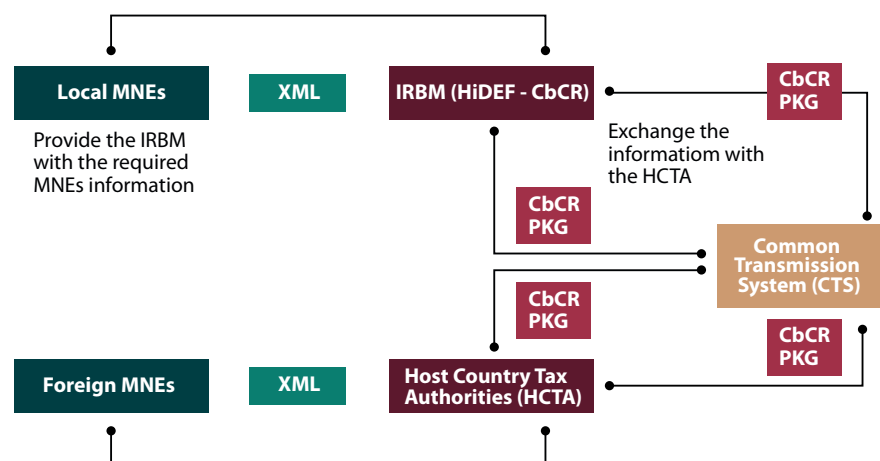 Local MNEs
XML
IRBM (HiDEF - CbCR)
CbCR
PKG
Provide the IRBM
with the required
MNEs information
Exchange the
informatiom with
the HCTA
CbCR
PKG
Common
Transmission
System (CTS)
CbCR
PKG
CbCR
PKG
Foreign MNEs
XML
Host Country Tax
Authorities (HCTA)